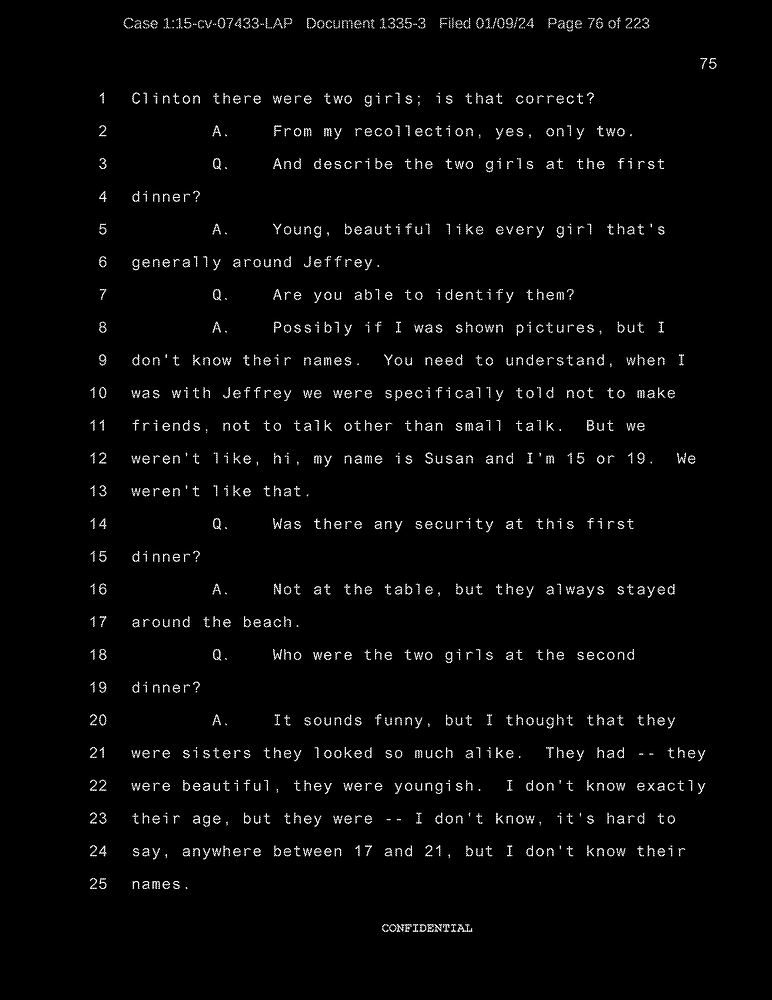 Case 1:15-cv-07433-LAP Document 1335-3 Filed 01/09/24 Page 76 of 223
75
1 Clinton there were two girls; is that correct?
2 A. From my recollection, yes, only two.
3 Q. And describe the two girls at the first
4 dinner?
5 A. Young, beautiful like every girl that's
6 generally around Jeffrey.
7 Q. Are you able to identify them?
8 A. Possibly if I was shown pictures, but I
9 don't know their names. You need to understand, when I
10 was with Jeffrey we were specifically told not to make
11 friends, not to talk other than small talk. But we
12 weren't like, hi, my name is Susan and I'm 15 or 19. We
13 weren't like that.
14 Q. Was there any security at this first
15 dinner?
16 A. Not at the table, but they always stayed
17 around the beach.
18 Q. Who were the two girls at the second
19 dinner?
20 A. It sounds funny, but I thought that they
21 were sisters they looked so much alike. They had -- they
22 were beautiful, they were youngish. I don't know exactly
23 their age, but they were -- I don't know, it's hard to
24 say, anywhere between 17 and 21, but I don't know their
25 names.
CONFIDENTIAL